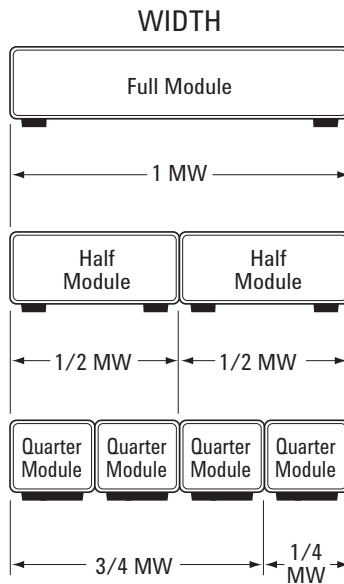 WIDTH
Full Module
1 MW
Half Module
Half Module
1/2 MW
1/2 MW
Quarter Module
Quarter Module
Quarter Module
Quarter Module
3/4 MW
1/4 MW